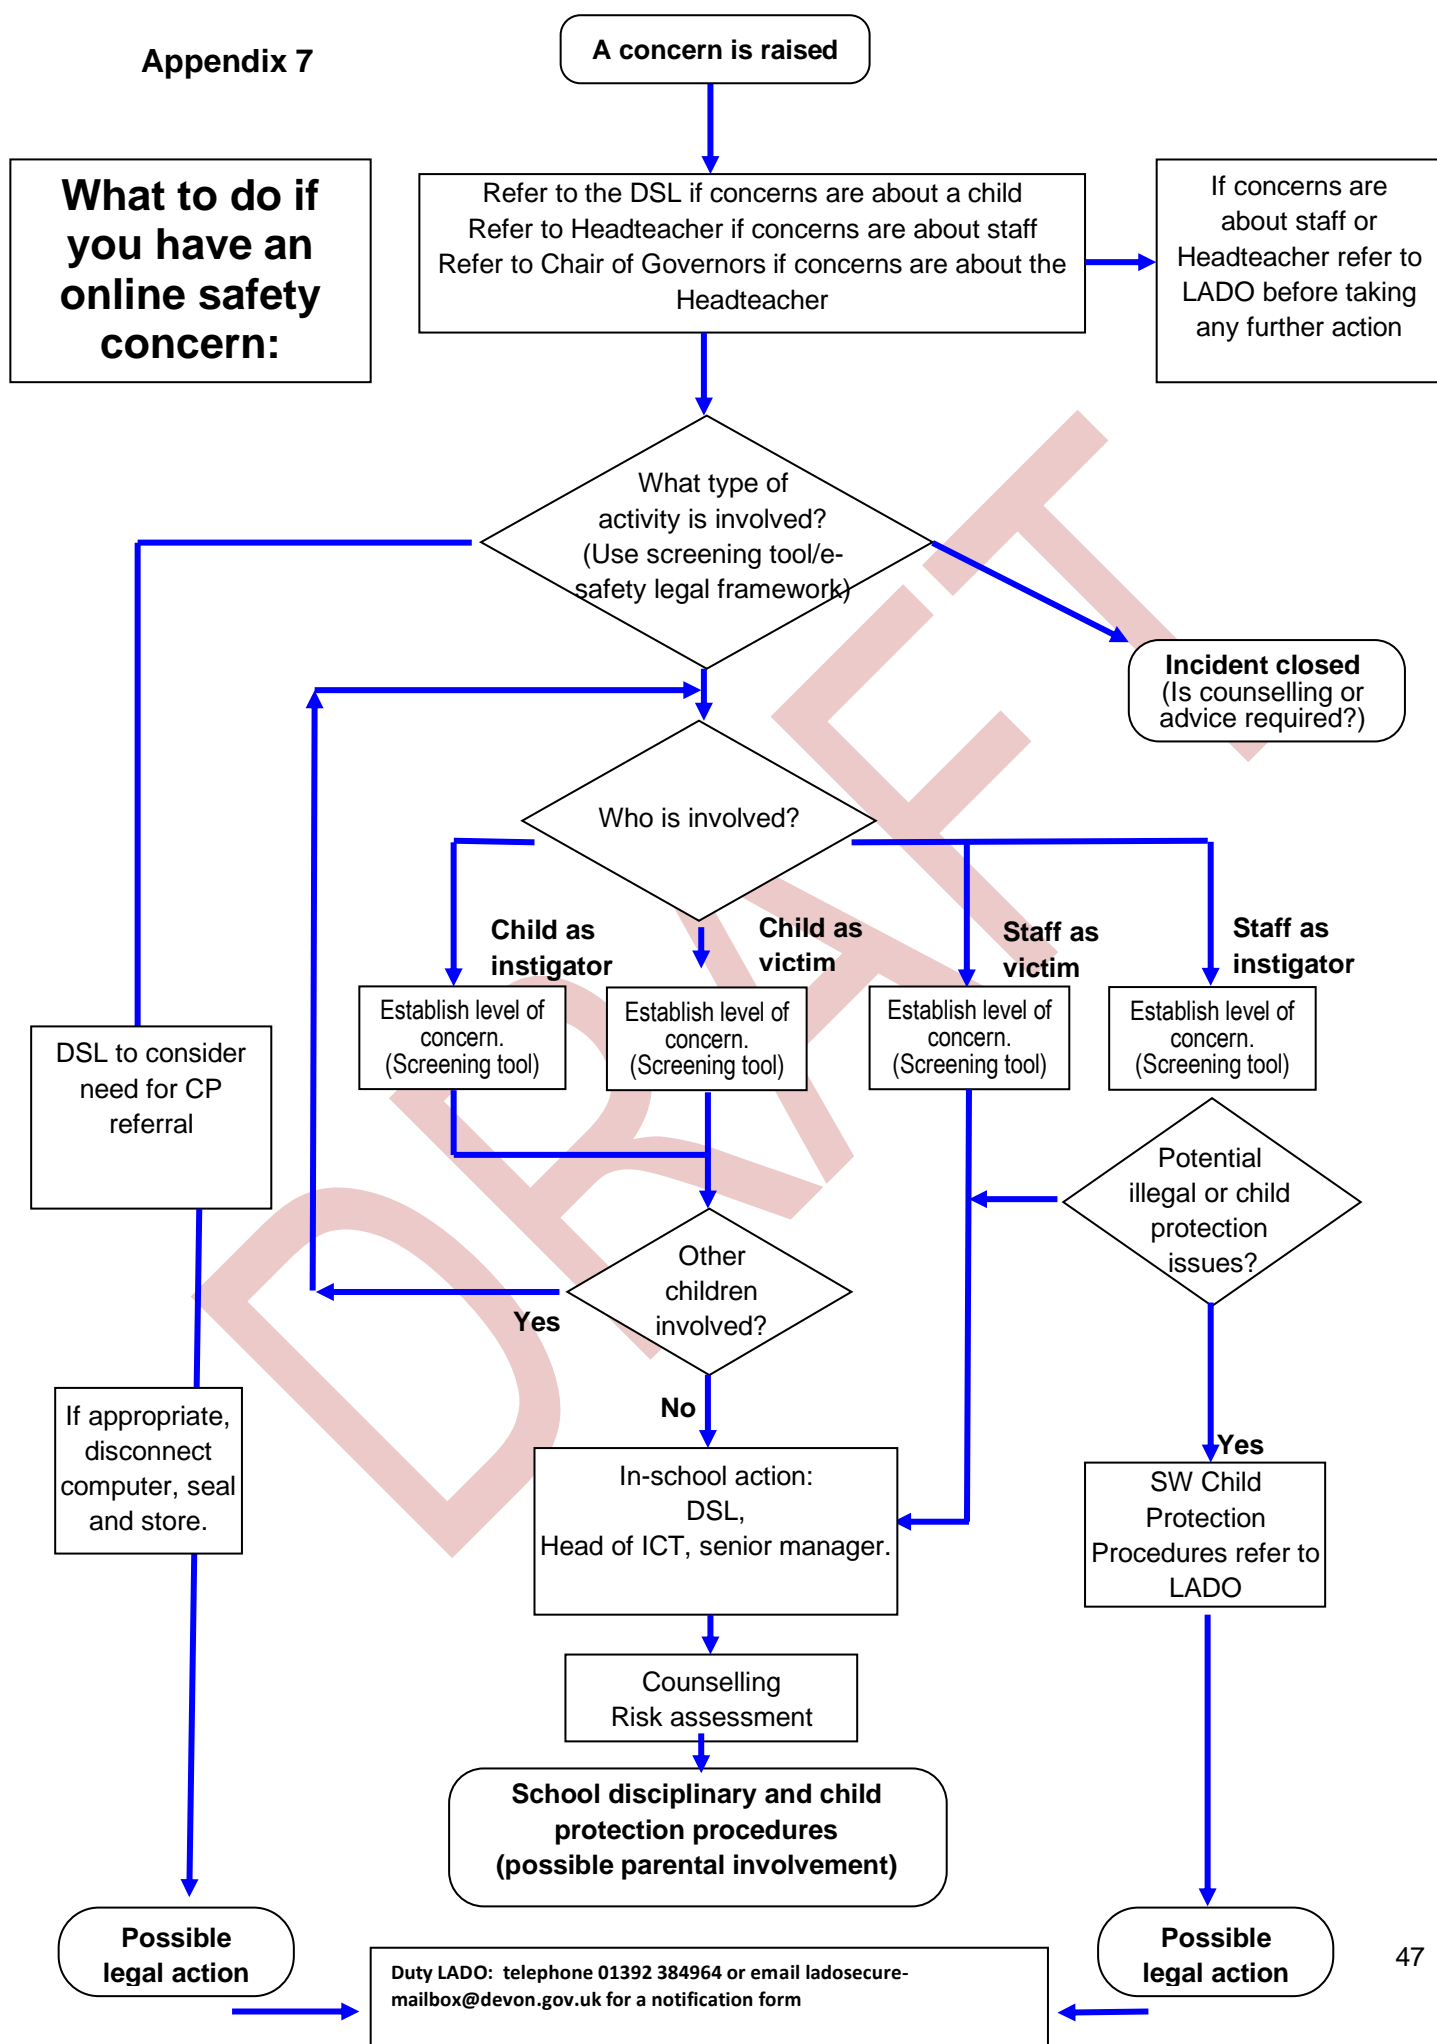 Appendix 7
A concern is raised
What to do if
you have an
online safety
concern:
Refer to the DSL if concerns are about a child
Refer to Headteacher if concerns are about staff
Refer to Chair of Governors if concerns are about the
Headteacher
If concerns are
about staff or
Headteacher refer to
LADO before taking
any further action
What type of
activity is involved?
(Use screening tool/e-
safety legal framework)
Incident closed
(Is counselling or
advice required?)
Who is involved?
Child as
instigator
Child as
victim
Staff as
victim
Staff as
instigator
Establish level of
concern.
(Screening tool)
Establish level of
concern.
(Screening tool)
Establish level of
concern.
(Screening tool)
Establish level of
concern.
(Screening tool)
DSL to consider
need for CP
referral
Potential
illegal or child
protection
issues?
Other
children
involved?
Yes
No
If appropriate,
disconnect
computer, seal
and store.
In-school action:
DSL,
Head of ICT, senior manager.
Yes
SW Child
Protection
Procedures refer to
LADO
Counselling
Risk assessment
School disciplinary and child
protection procedures
(possible parental involvement)
Possible
legal action
Possible
legal action
Duty LADO: telephone 01392 384964 or email ladosecure-
mailbox@devon.gov.uk for a notification form
47
DRAFT